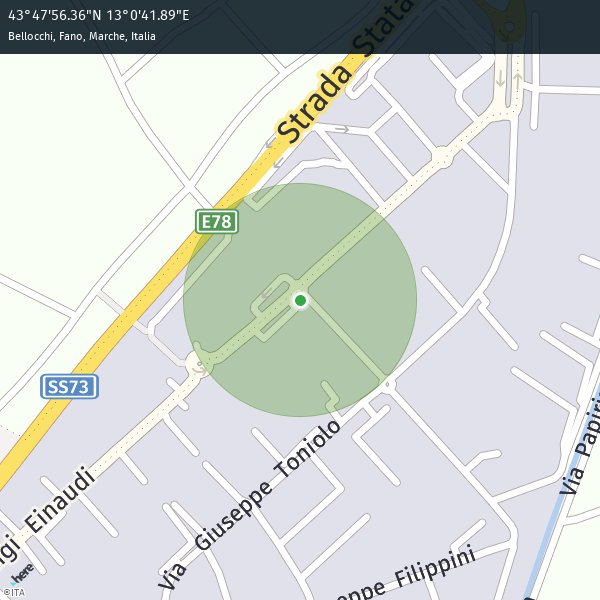 43°47'56.36"N 13°0'41.89"E
Bellocchi, Fano, Marche, Italia
Strada Stata
E78
SS73
Via Papiri
igi Einaudi
Via Giuseppe Toniolo
eppe Filippini
here
©ITA